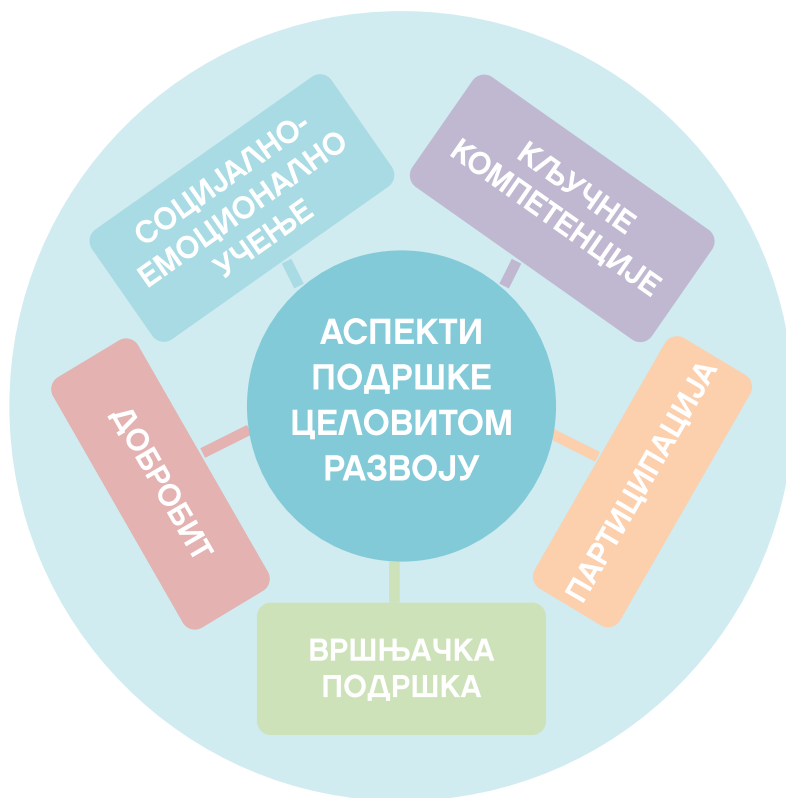 СОЦИЈАЛНО-
ЕМОЦИОНАЛНО
УЧЕЊЕ
КЉУЧНЕ
КОМПЕТЕНЦИЈЕ
АСПЕКТИ
ПОДРШКЕ
ЦЕЛОВИТОМ
РАЗВОЈУ
ДОБРОБИТ
ПАРТИЦИПАЦИЈА
ВРШЊАЧКА
ПОДРШКА